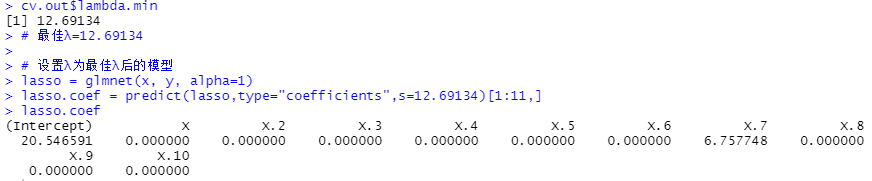 > cv.out$lambda.min
[1] 12.69134
> # 最佳λ=12.69134
>
> # 设置λ为最佳λ后的模型
> lasso = glmnet(x, y, alpha=1)
> lasso.coef = predict(lasso,type="coefficients",s=12.69134)[1:11,]
> lasso.coef
(Intercept) X X.2 X.3 X.4 X.5 X.6 X.7 X.8
20.546591 0.000000 0.000000 0.000000 0.000000 0.000000 0.000000 6.757748 0.000000
X.9 X.10
0.000000 0.000000